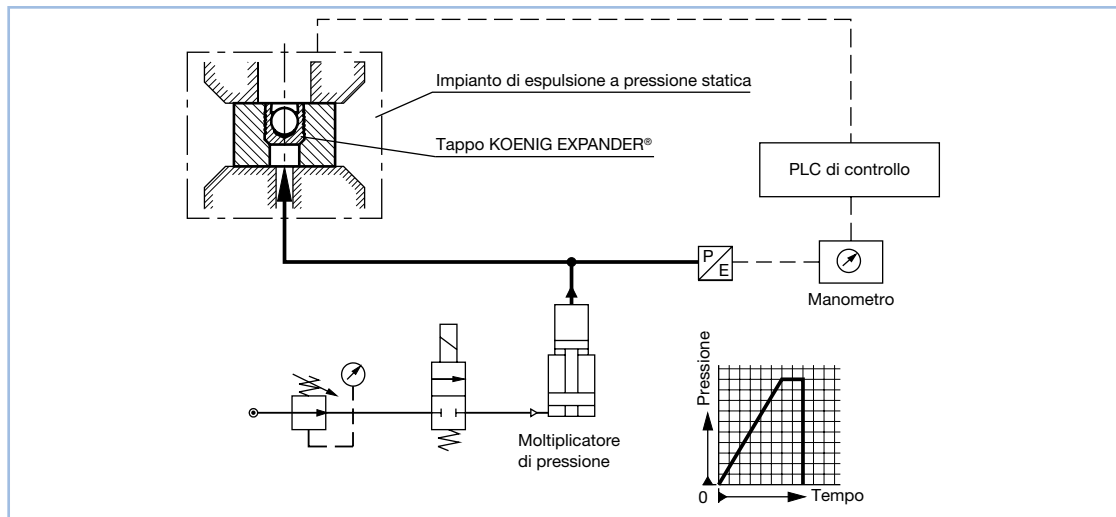 Impianto di espulsione a pressione statica
Tappo KOENIG EXPANDER®
PLC di controllo
P
E
Manometro
Moltiplicatore
di pressione
Pressione
0
Tempo